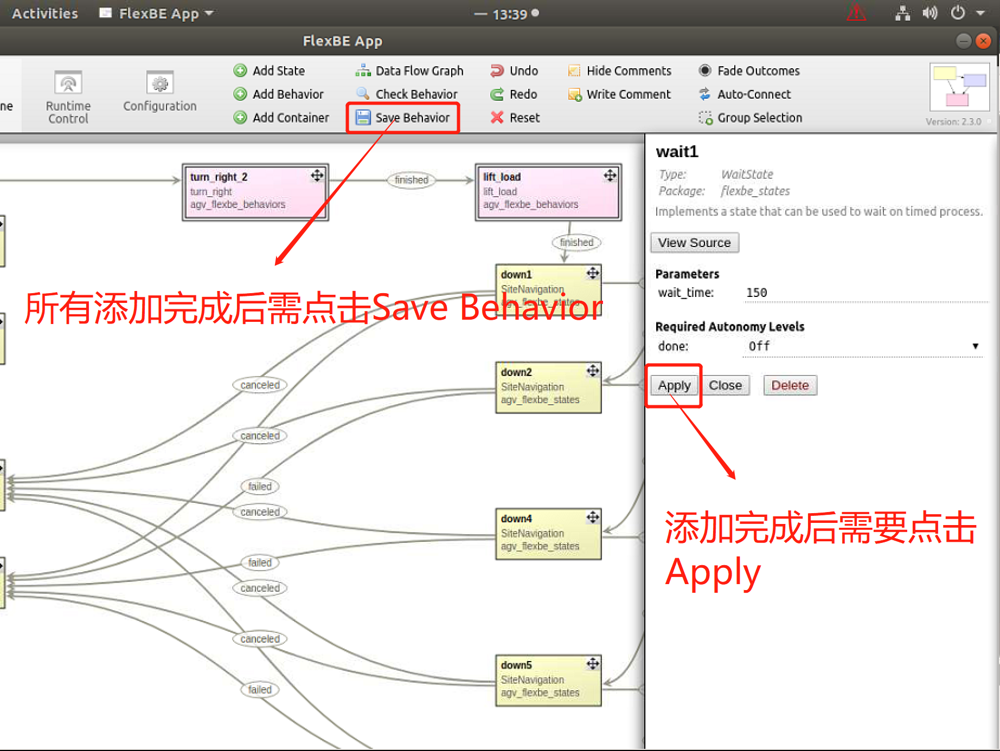 Activities FlexBE App 13:39
FlexBE App
ne
Runtime
Control
Configuration
Add State
Add Behavior
Add Container
Data Flow Graph
Check Behavior
Save Behavior
Undo
Redo
Reset
Hide Comments
Write Comment
Fade Outcomes
Auto-Connect
Group Selection
Version: 2.3.0
turn_right_2
turn_right
agv_flexbe_behaviors
finished
lift_load
lift_load
agv_flexbe_behaviors
finished
down1
SiteNavigation
agv_flexbe_states
所有添加完成后需点击Save Behavior
canceled
down2
SiteNavigation
agv_flexbe_states
canceled
failed
canceled
down4
SiteNavigation
agv_flexbe_states
failed
canceled
canceled
down5
SiteNavigation
agv_flexbe_states
failed
wait1
Type: WaitState
Package: flexbe_states
Implements a state that can be used to wait on timed process.
View Source
Parameters
wait_time: 150
Required Autonomy Levels
done: Off
Apply Close Delete
添加完成后需要点击
Apply